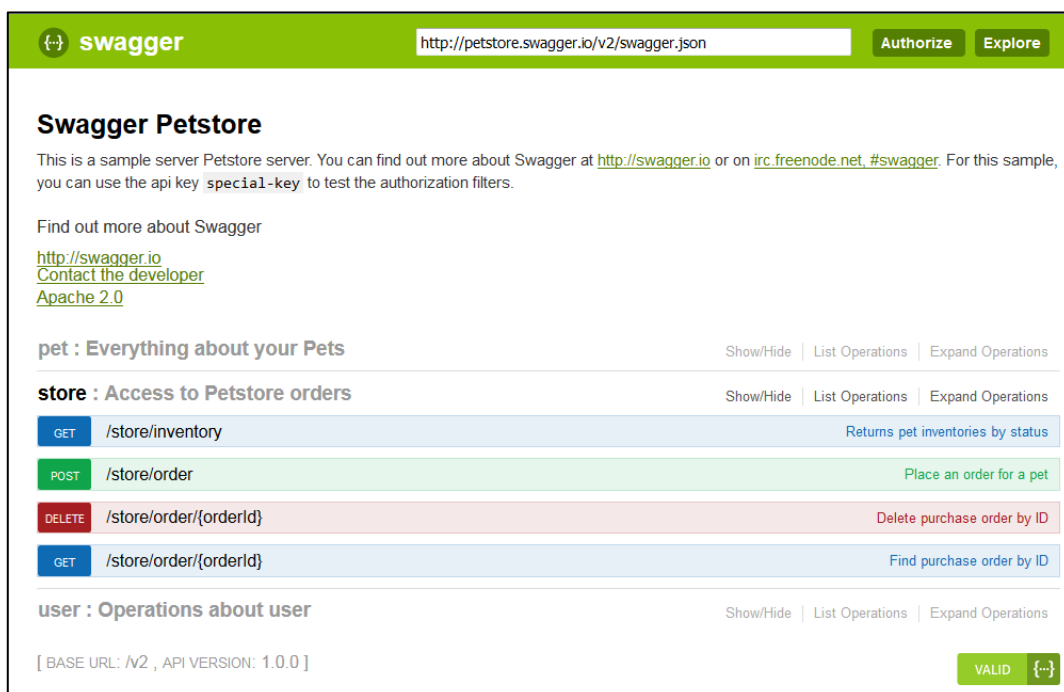 {···} swagger http://petstore.swagger.io/v2/swagger.json Authorize Explore
Swagger Petstore
This is a sample server Petstore server. You can find out more about Swagger at http://swagger.io or on irc.freenode.net, #swagger. For this sample,
you can use the api key special-key to test the authorization filters.
Find out more about Swagger
http://swagger.io
Contact the developer
Apache 2.0
pet : Everything about your Pets Show/Hide List Operations Expand Operations
store : Access to Petstore orders Show/Hide List Operations Expand Operations
GET /store/inventory Returns pet inventories by status
POST /store/order Place an order for a pet
DELETE /store/order/{orderId} Delete purchase order by ID
GET /store/order/{orderId} Find purchase order by ID
user : Operations about user Show/Hide List Operations Expand Operations
[ BASE URL: /v2 , API VERSION: 1.0.0 ] VALID {···}